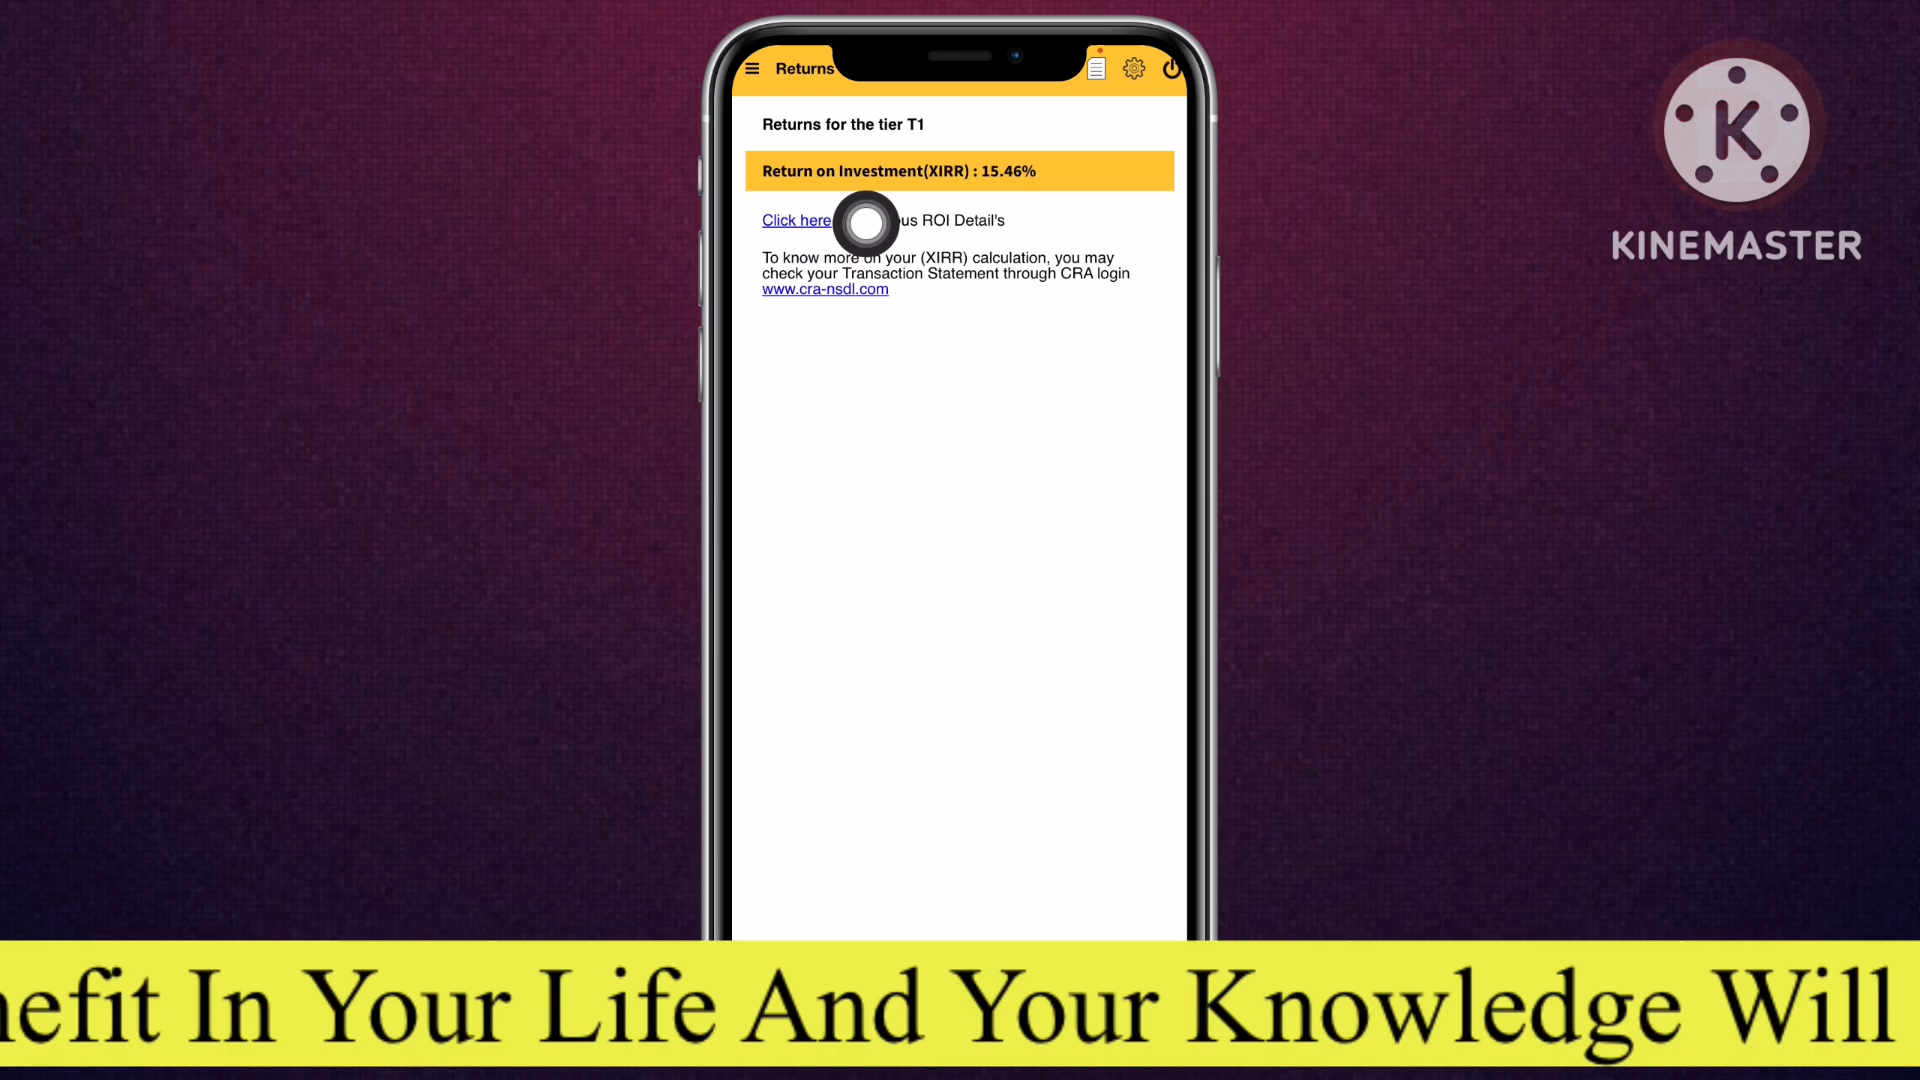 Returns
Returns for the tier T1
Return on Investment(XIRR) : 15.46%
Click here ous ROI Detail's
To know more on your (XIRR) calculation, you may
check your Transaction Statement through CRA login
www.cra-nsdl.com
K
KINEMASTER
nefit In Your Life And Your Knowledge Will